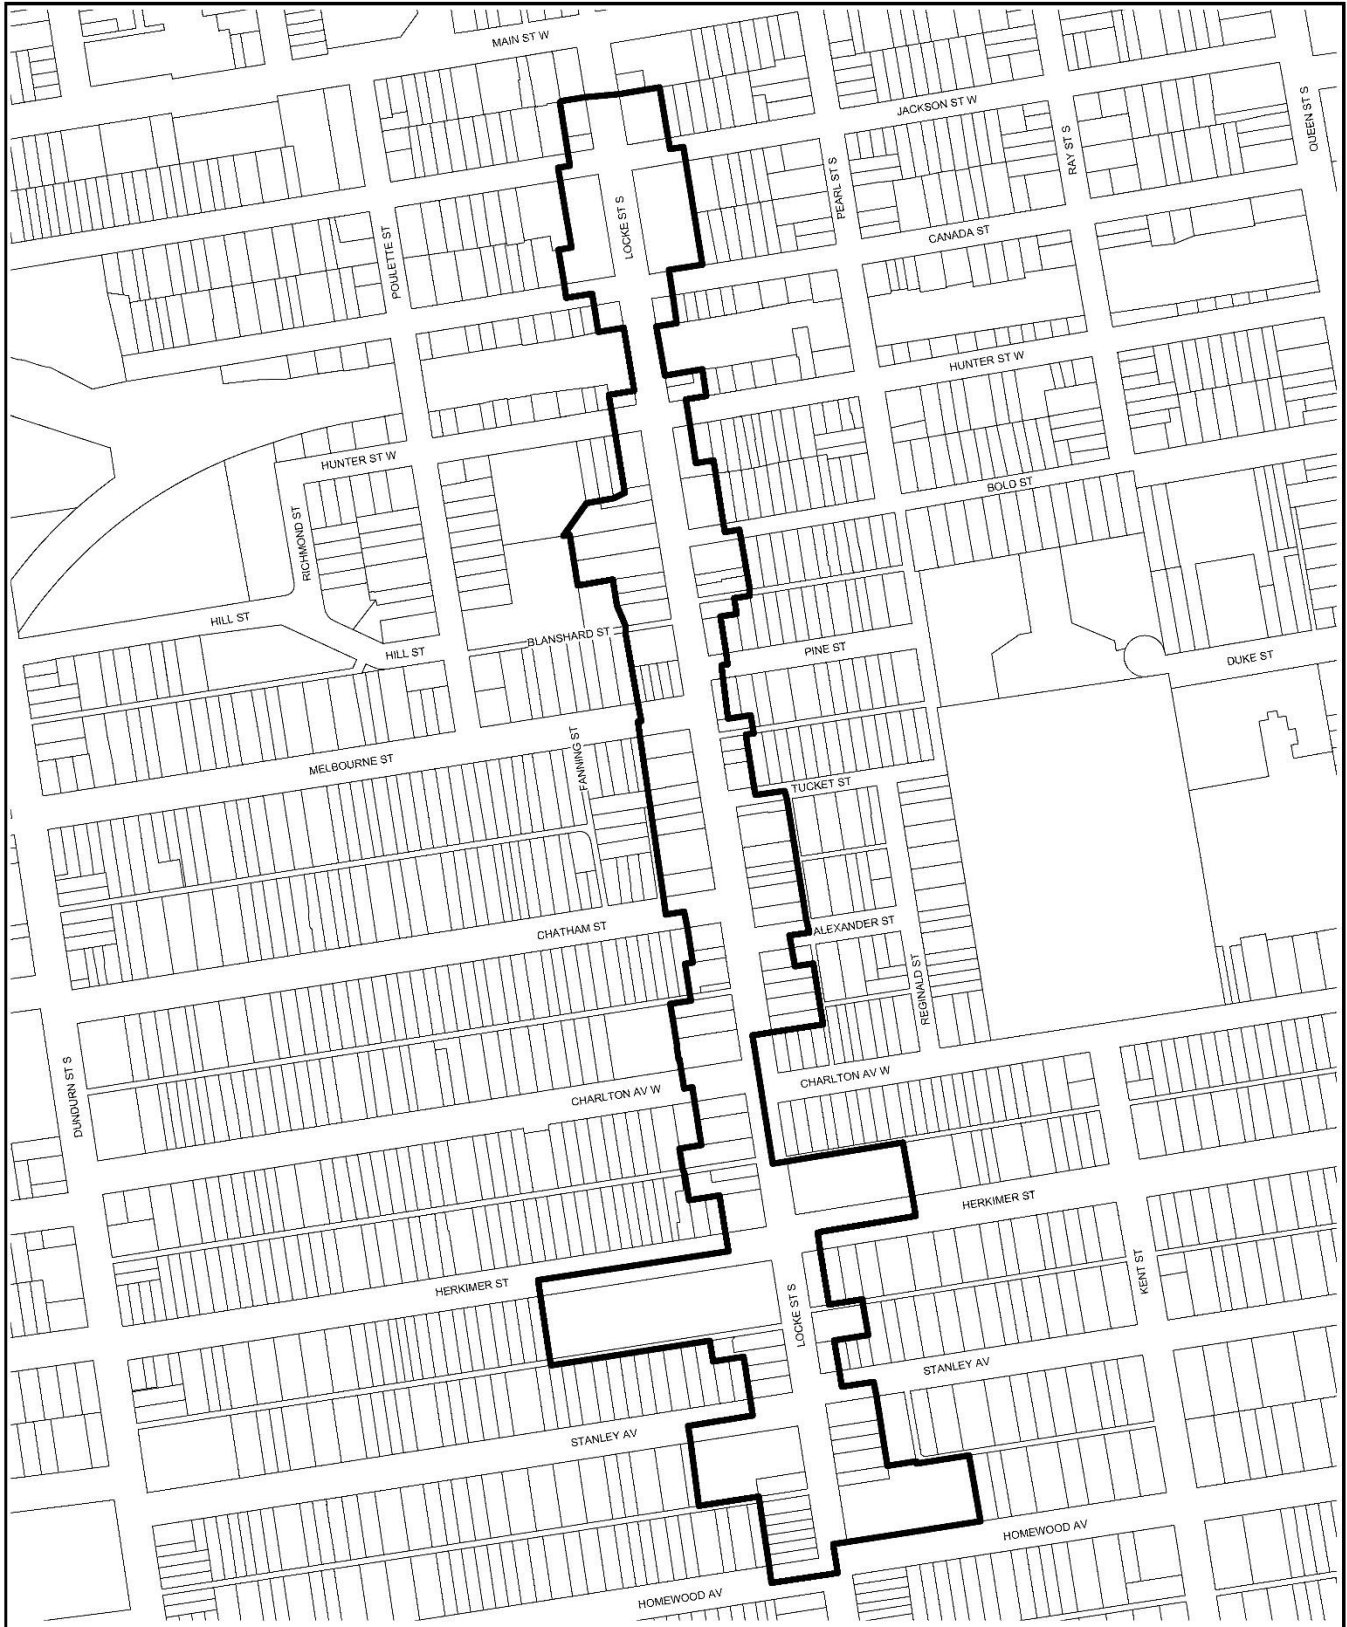 MAIN ST W
JACKSON ST W
QUEEN ST S
RAY ST S
PEARL ST S
LOCKE ST S
CANADA ST
POULETTE ST
HUNTER ST W
HUNTER ST W
BOLD ST
RICHMOND ST
HILL ST
BLANSHARD ST
HILL ST
PINE ST
DUKE ST
MELBOURNE ST
FANNING ST
TUCKET ST
CHATHAM ST
ALEXANDER ST
REGINALD ST
DUNDURN ST S
CHARLTON AV W
CHARLTON AV W
HERKIMER ST
HERKIMER ST
KENT ST
LOCKE ST S
STANLEY AV
STANLEY AV
HOMEWOOD AV
HOMEWOOD AV